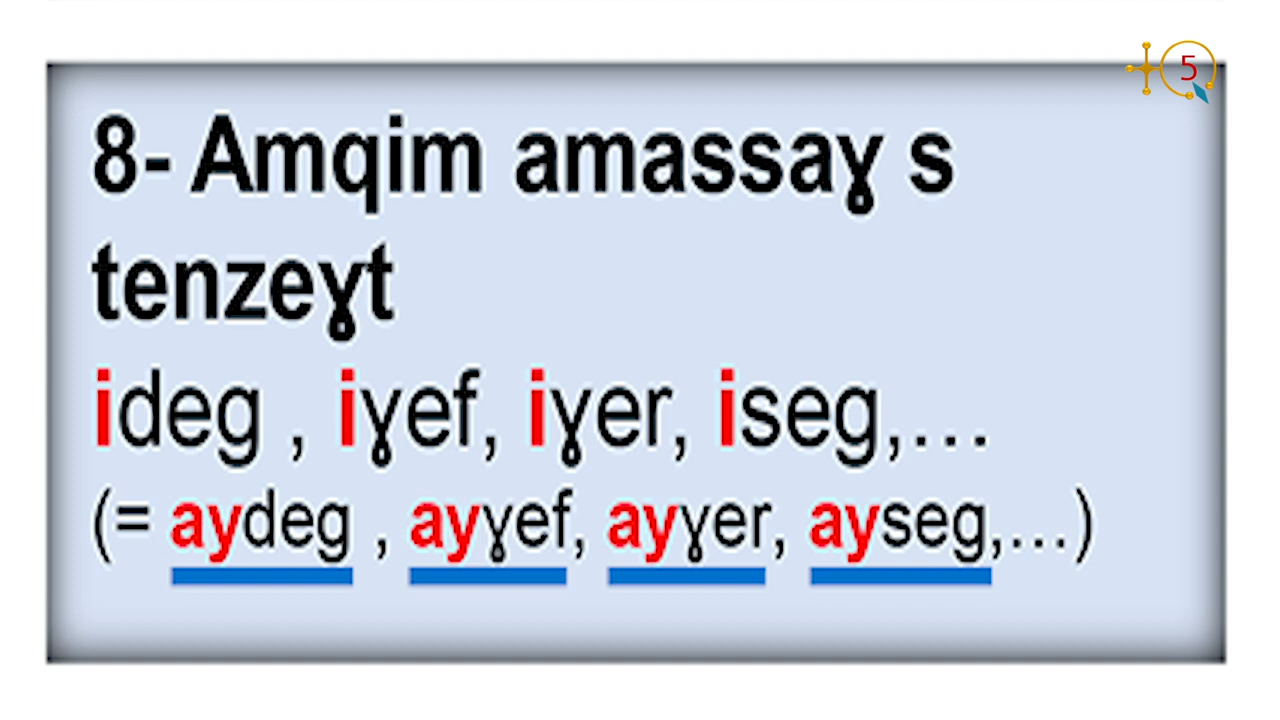 5
8- Amqim amassaɣ s
tenzeɣt
ideg , iɣef, iɣer, iseg,...
(= aydeg , ayɣef, ayɣer, ayseg,...)